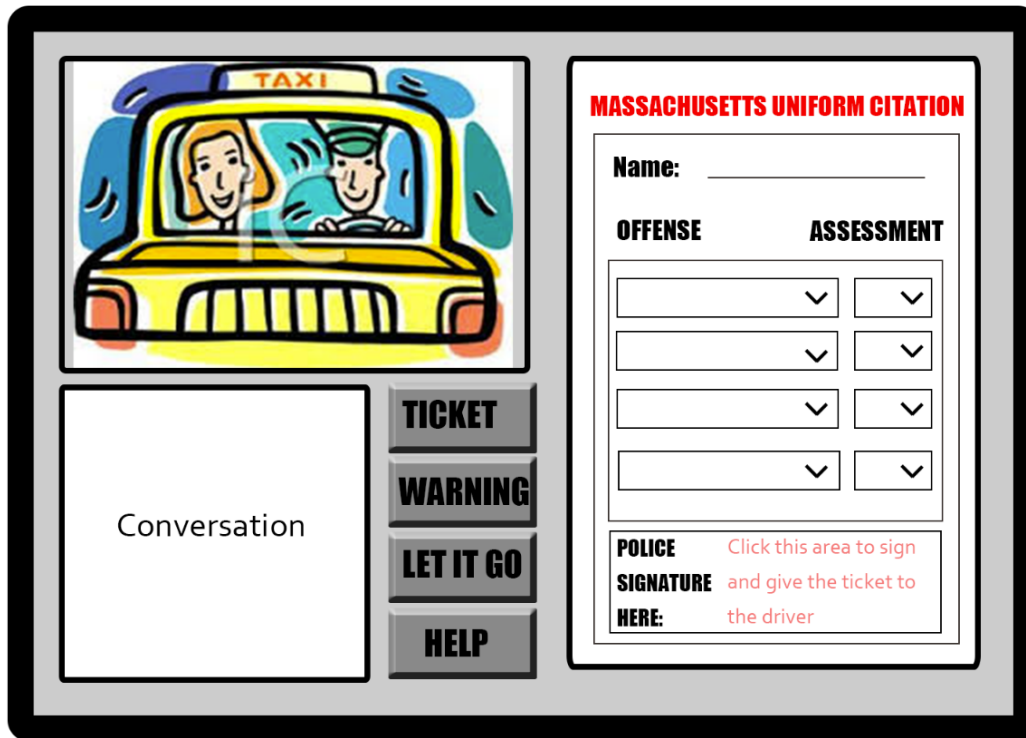 TAXI
MASSACHUSETTS UNIFORM CITATION
Name:
OFFENSE ASSESSMENT
TICKET
WARNING
LET IT GO
HELP
Conversation
POLICE
SIGNATURE
HERE:
Click this area to sign
and give the ticket to
the driver